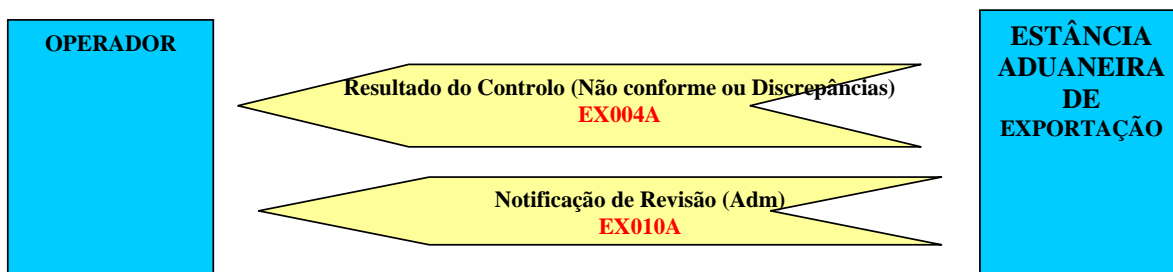 OPERADOR
Resultado do Controlo (Não conforme ou Discrepâncias)
EX004A
Notificação de Revisão (Adm)
EX010A
ESTÂNCIA
ADUANEIRA
DE
EXPORTAÇÃO